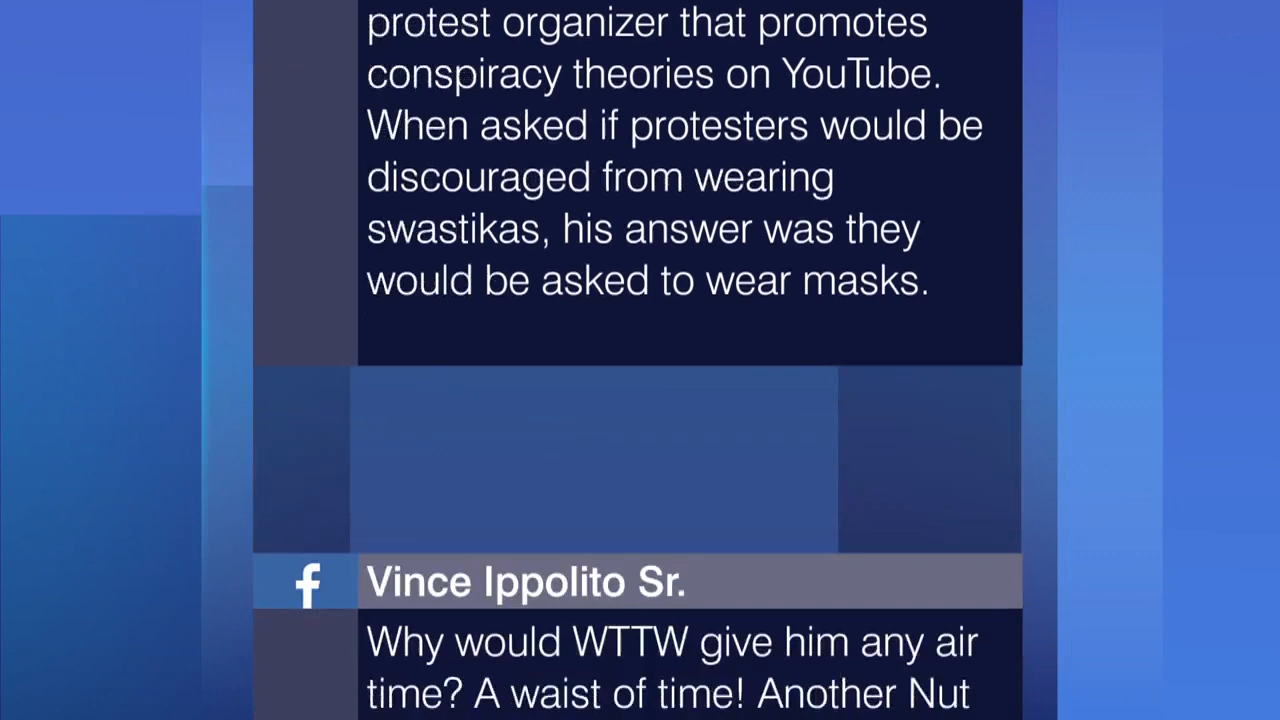 protest organizer that promotes
conspiracy theories on YouTube.
When asked if protesters would be
discouraged from wearing
swastikas, his answer was they
would be asked to wear masks.
f Vince Ippolito Sr.
Why would WTTW give him any air
time? A waist of time! Another Nut